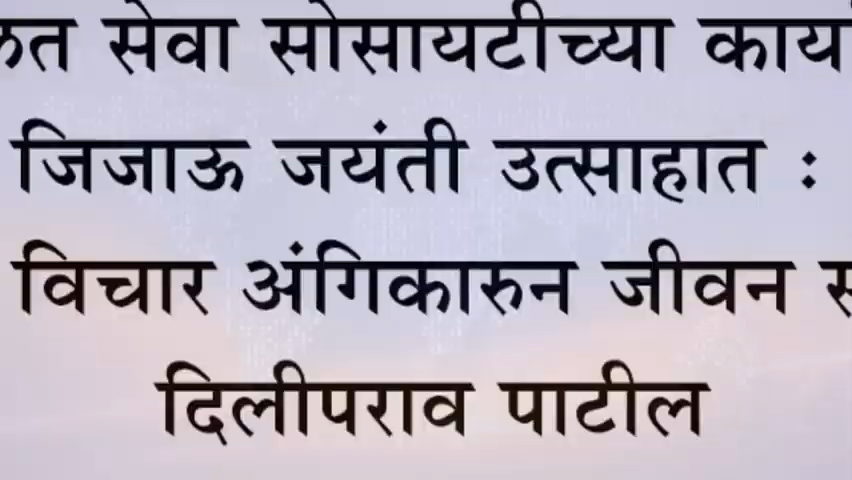 सेवा सोसायटीच्या
जिजाऊ जयंती उत्साहात :
विचार अंगिकारुन जीवन
दिलीपराव पाटील